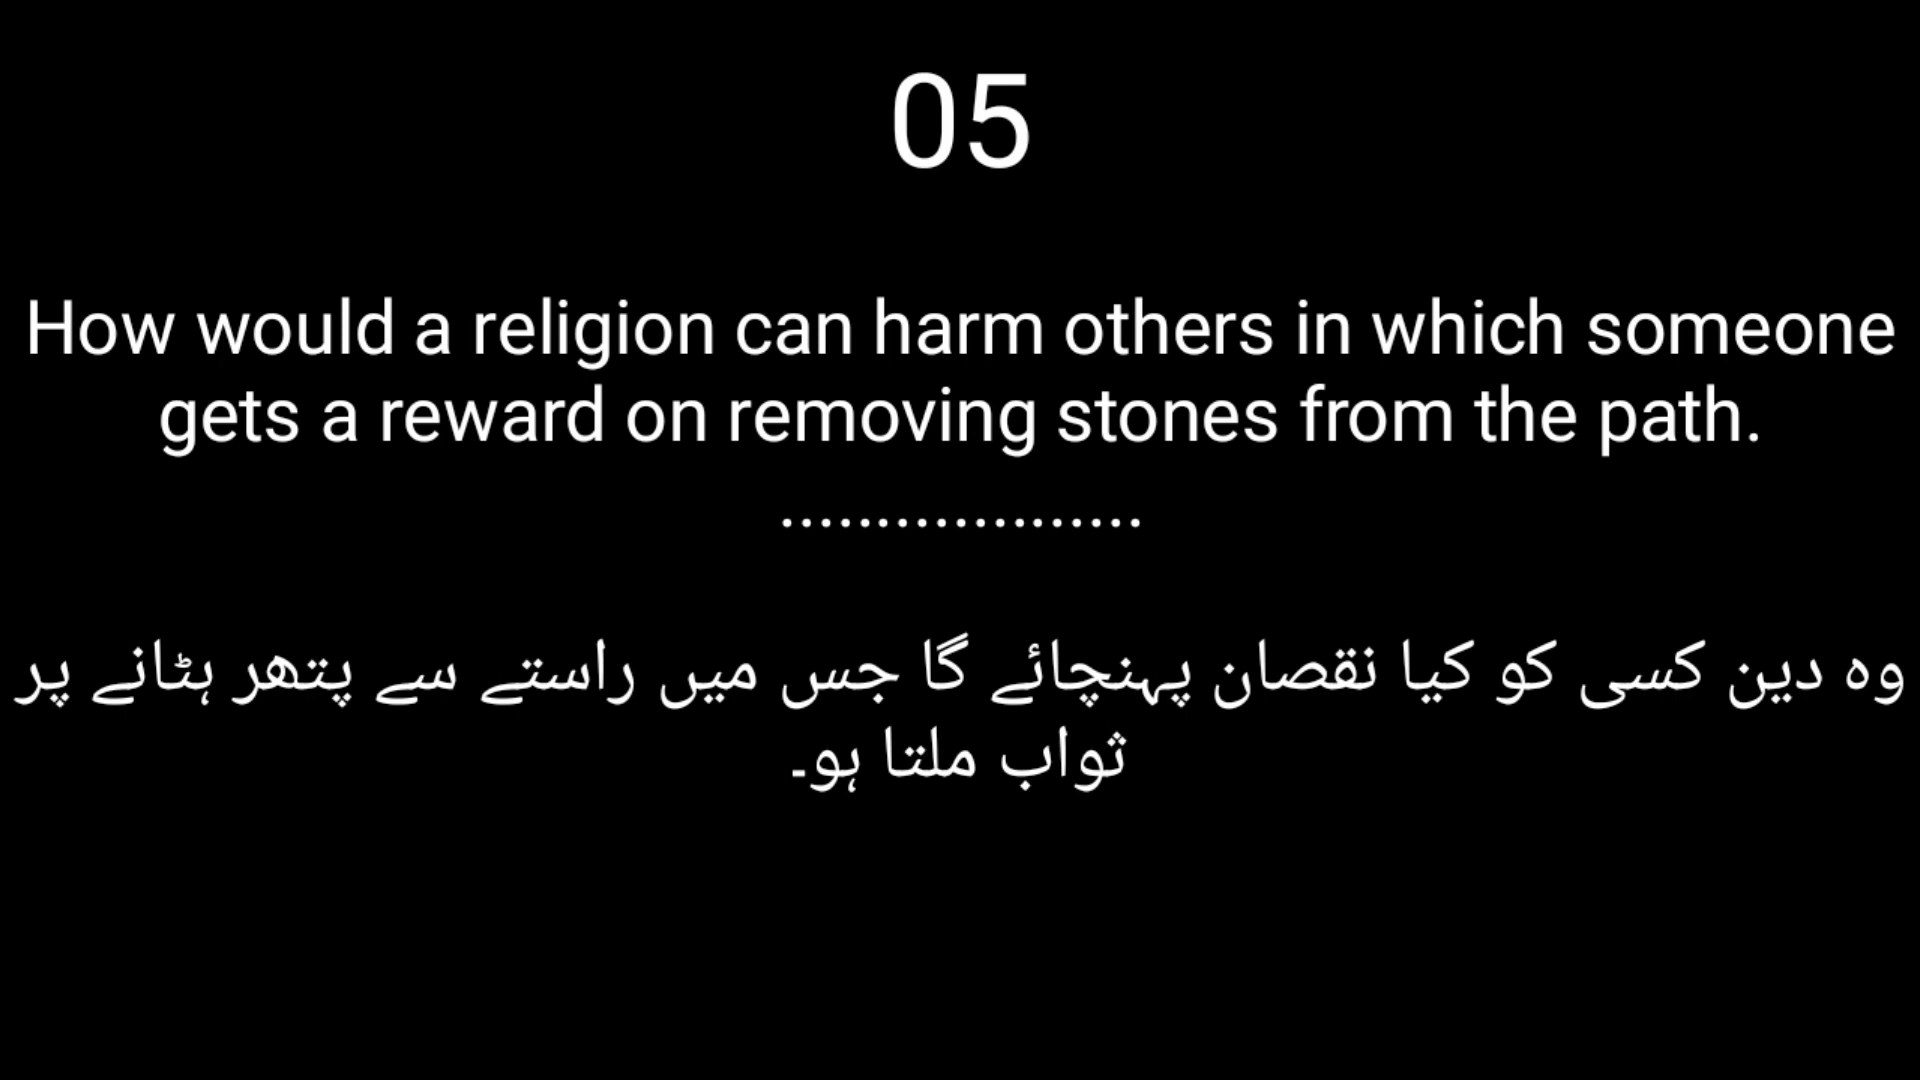 05
How would a religion can harm others in which someone
gets a reward on removing stones from the path.
...................
وہ دین کسی کو کیا نقصان پہنچائے گا جس میں راستے سے پتھر ہٹانے پر
ثواب ملتا ہو۔